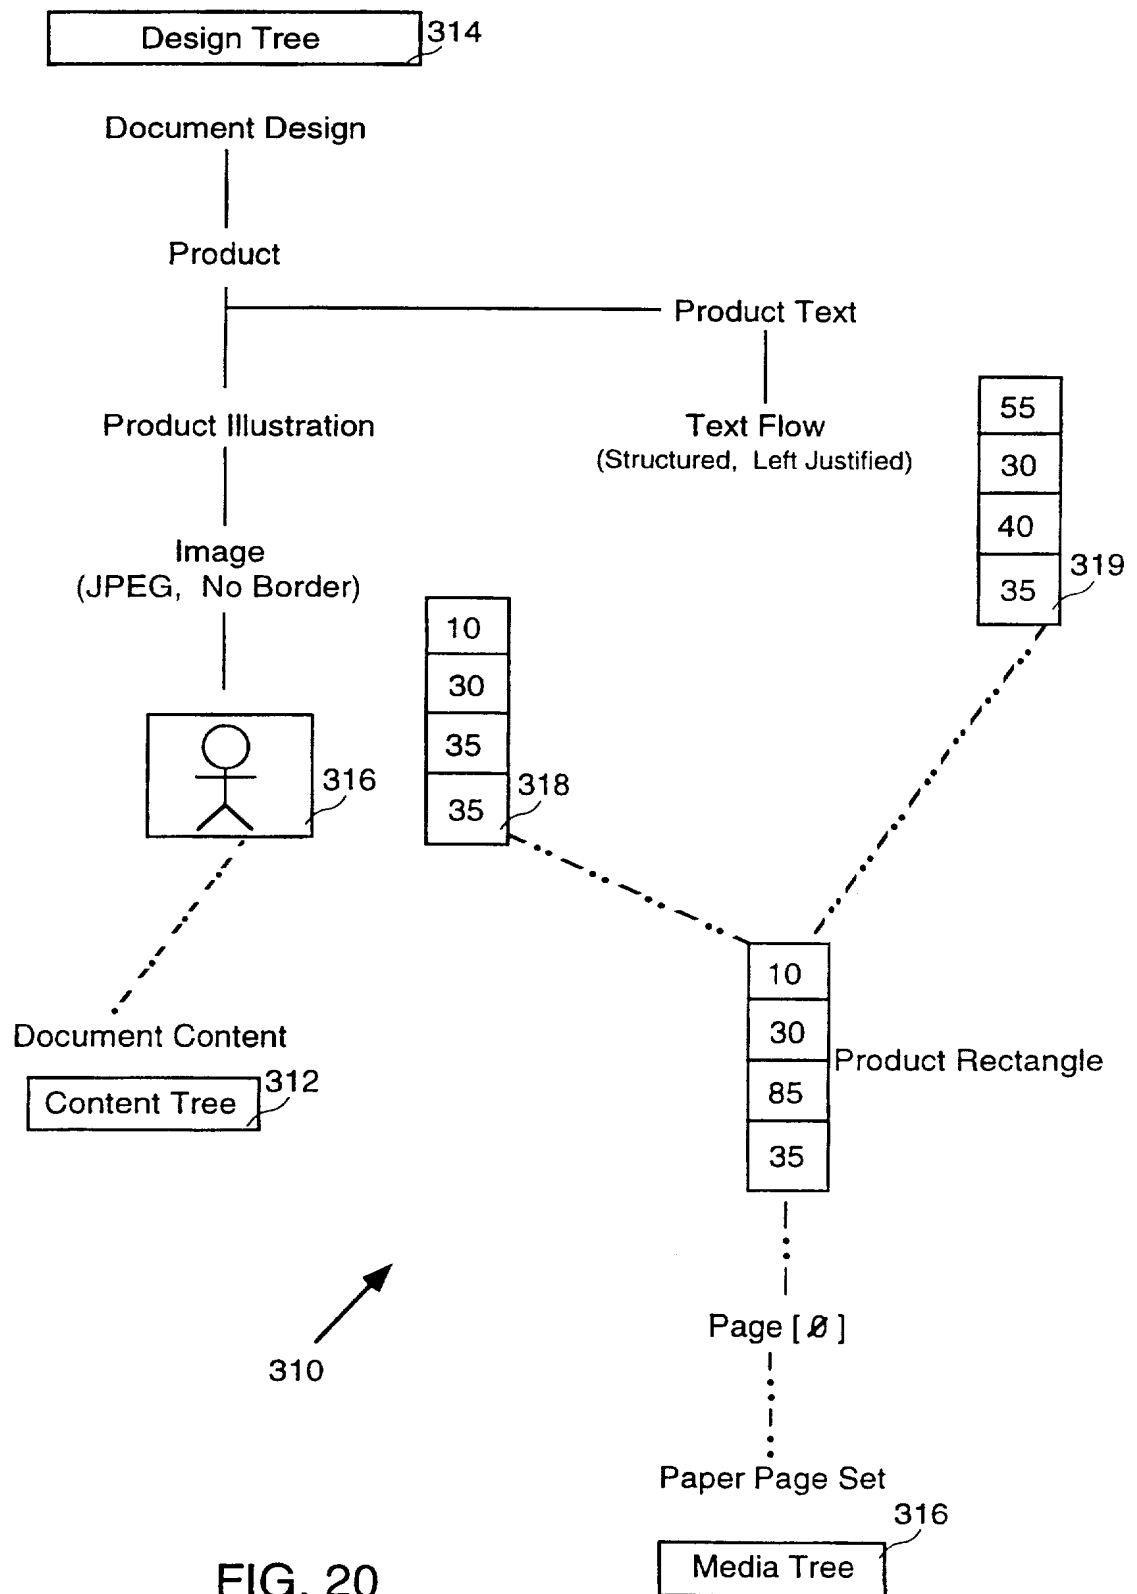 Design Tree
314
Document Design
Product
Product Text
Product Illustration
Text Flow
(Structured, Left Justified)
55
30
40
35
319
Image
(JPEG, No Border)
316
10
30
35
35
318
Document Content
312
Content Tree
10
30
85
35
Product Rectangle
310
Page [ 0 ]
Paper Page Set
316
Media Tree
FIG. 20